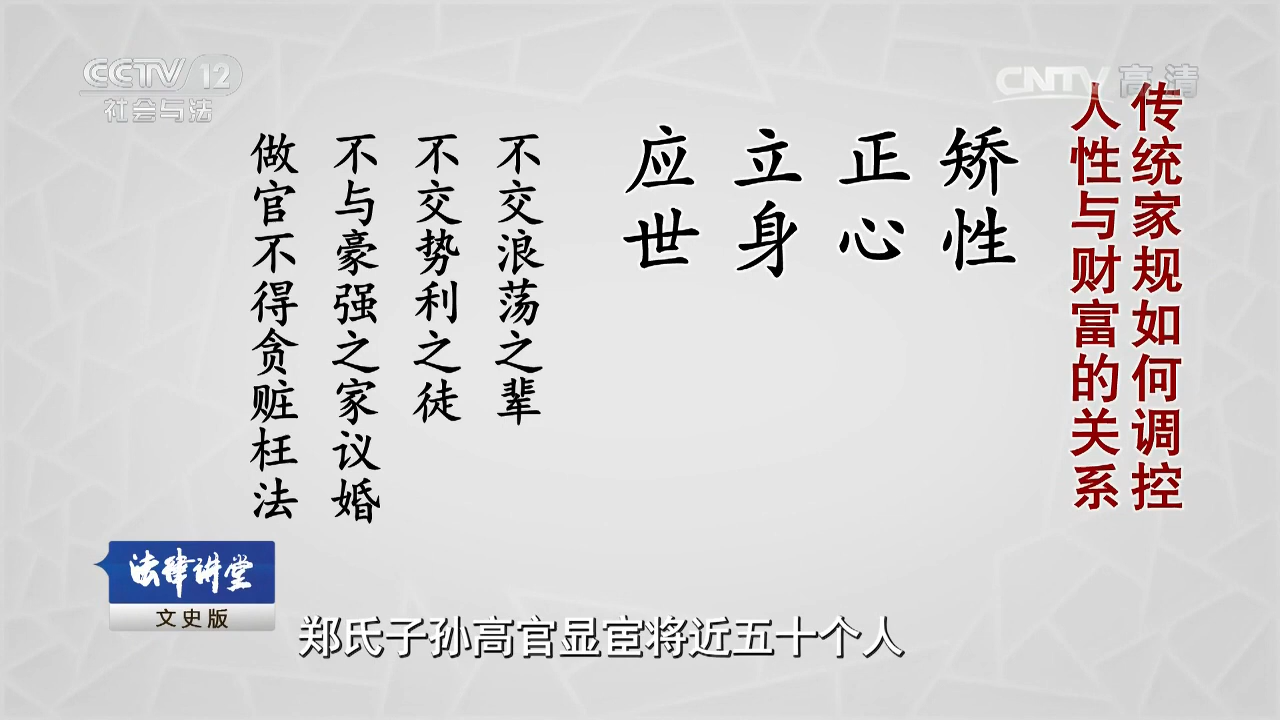 CCTV 12
社会与法
CNTV 高清
传统家规如何调控
人性与财富的关系
矫性
正心
立身
应世
不交浪荡之辈
不交势利之徒
不与豪强之家议婚
做官不得贪赃枉法
法律讲堂
文史版
郑氏子孙高官显宦将近五十个人